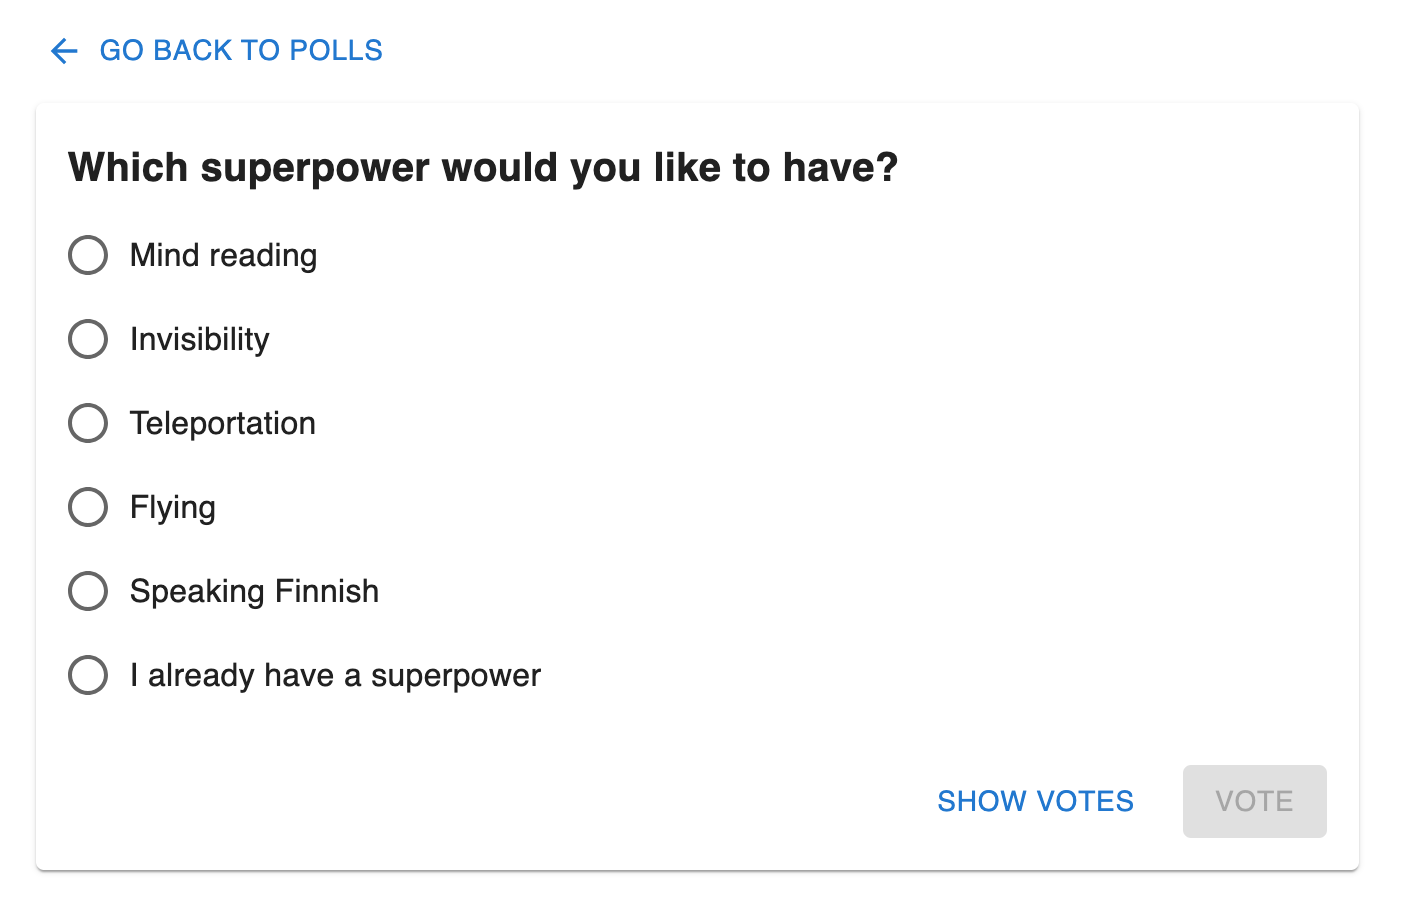 GO BACK TO POLLS
Which superpower would you like to have?
Mind reading
Invisibility
Teleportation
Flying
Speaking Finnish
I already have a superpower
SHOW VOTES
VOTE